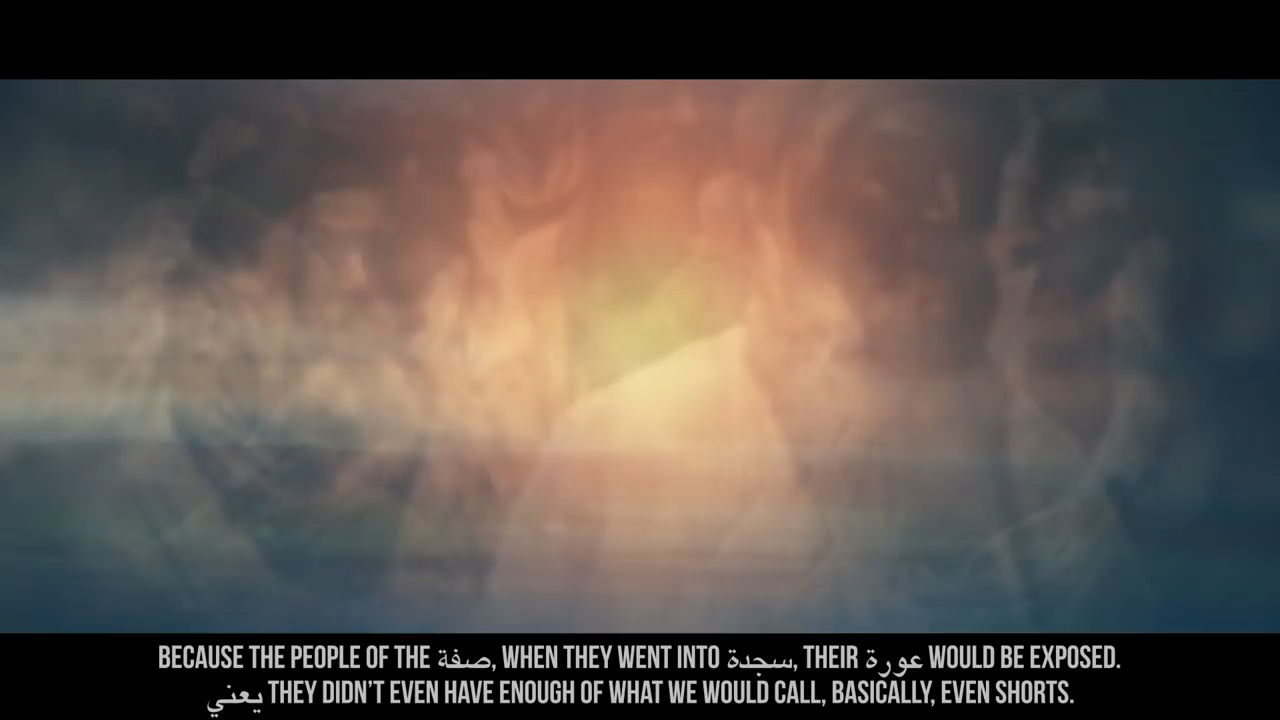 BECAUSE THE PEOPLE OF THE صفة, WHEN THEY WENT INTO سجدة, THEIR عورة WOULD BE EXPOSED.
يعني THEY DIDN'T EVEN HAVE ENOUGH OF WHAT WE WOULD CALL, BASICALLY, EVEN SHORTS.